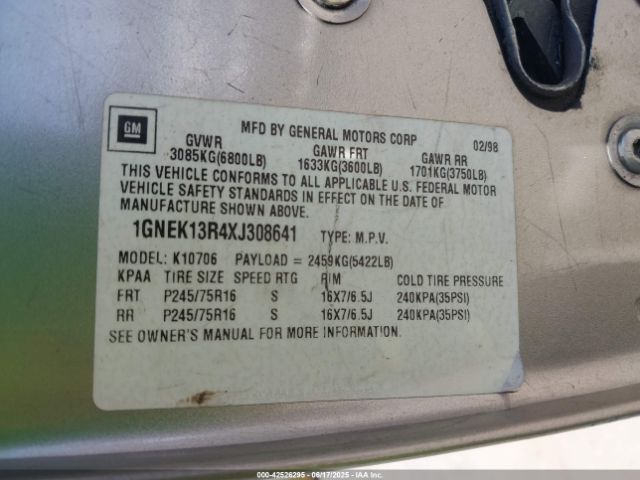 GM
MFD BY GENERAL MOTORS CORP 02/98
GVWR GAWR FRT GAWR RR
3085KG(6800LB) 1633KG(3600LB) 1701KG(3750LB)
THIS VEHICLE CONFORMS TO ALL APPLICABLE U.S. FEDERAL MOTOR
VEHICLE SAFETY STANDARDS IN EFFECT ON THE DATE OF
MANUFACTURE SHOWN ABOVE.
1GNEK13R4XJ308641 TYPE: M.P.V.
MODEL: K10706 PAYLOAD = 2459KG(5422LB)
KPAA TIRE SIZE SPEED RTG RIM COLD TIRE PRESSURE
FRT P245/75R16 S 16X7/6.5J 240KPA(35PSI)
RR P245/75R16 S 16X7/6.5J 240KPA(35PSI)
SEE OWNER'S MANUAL FOR MORE INFORMATION.
000-42526295 - 06/17/2025 - IAAI.COM